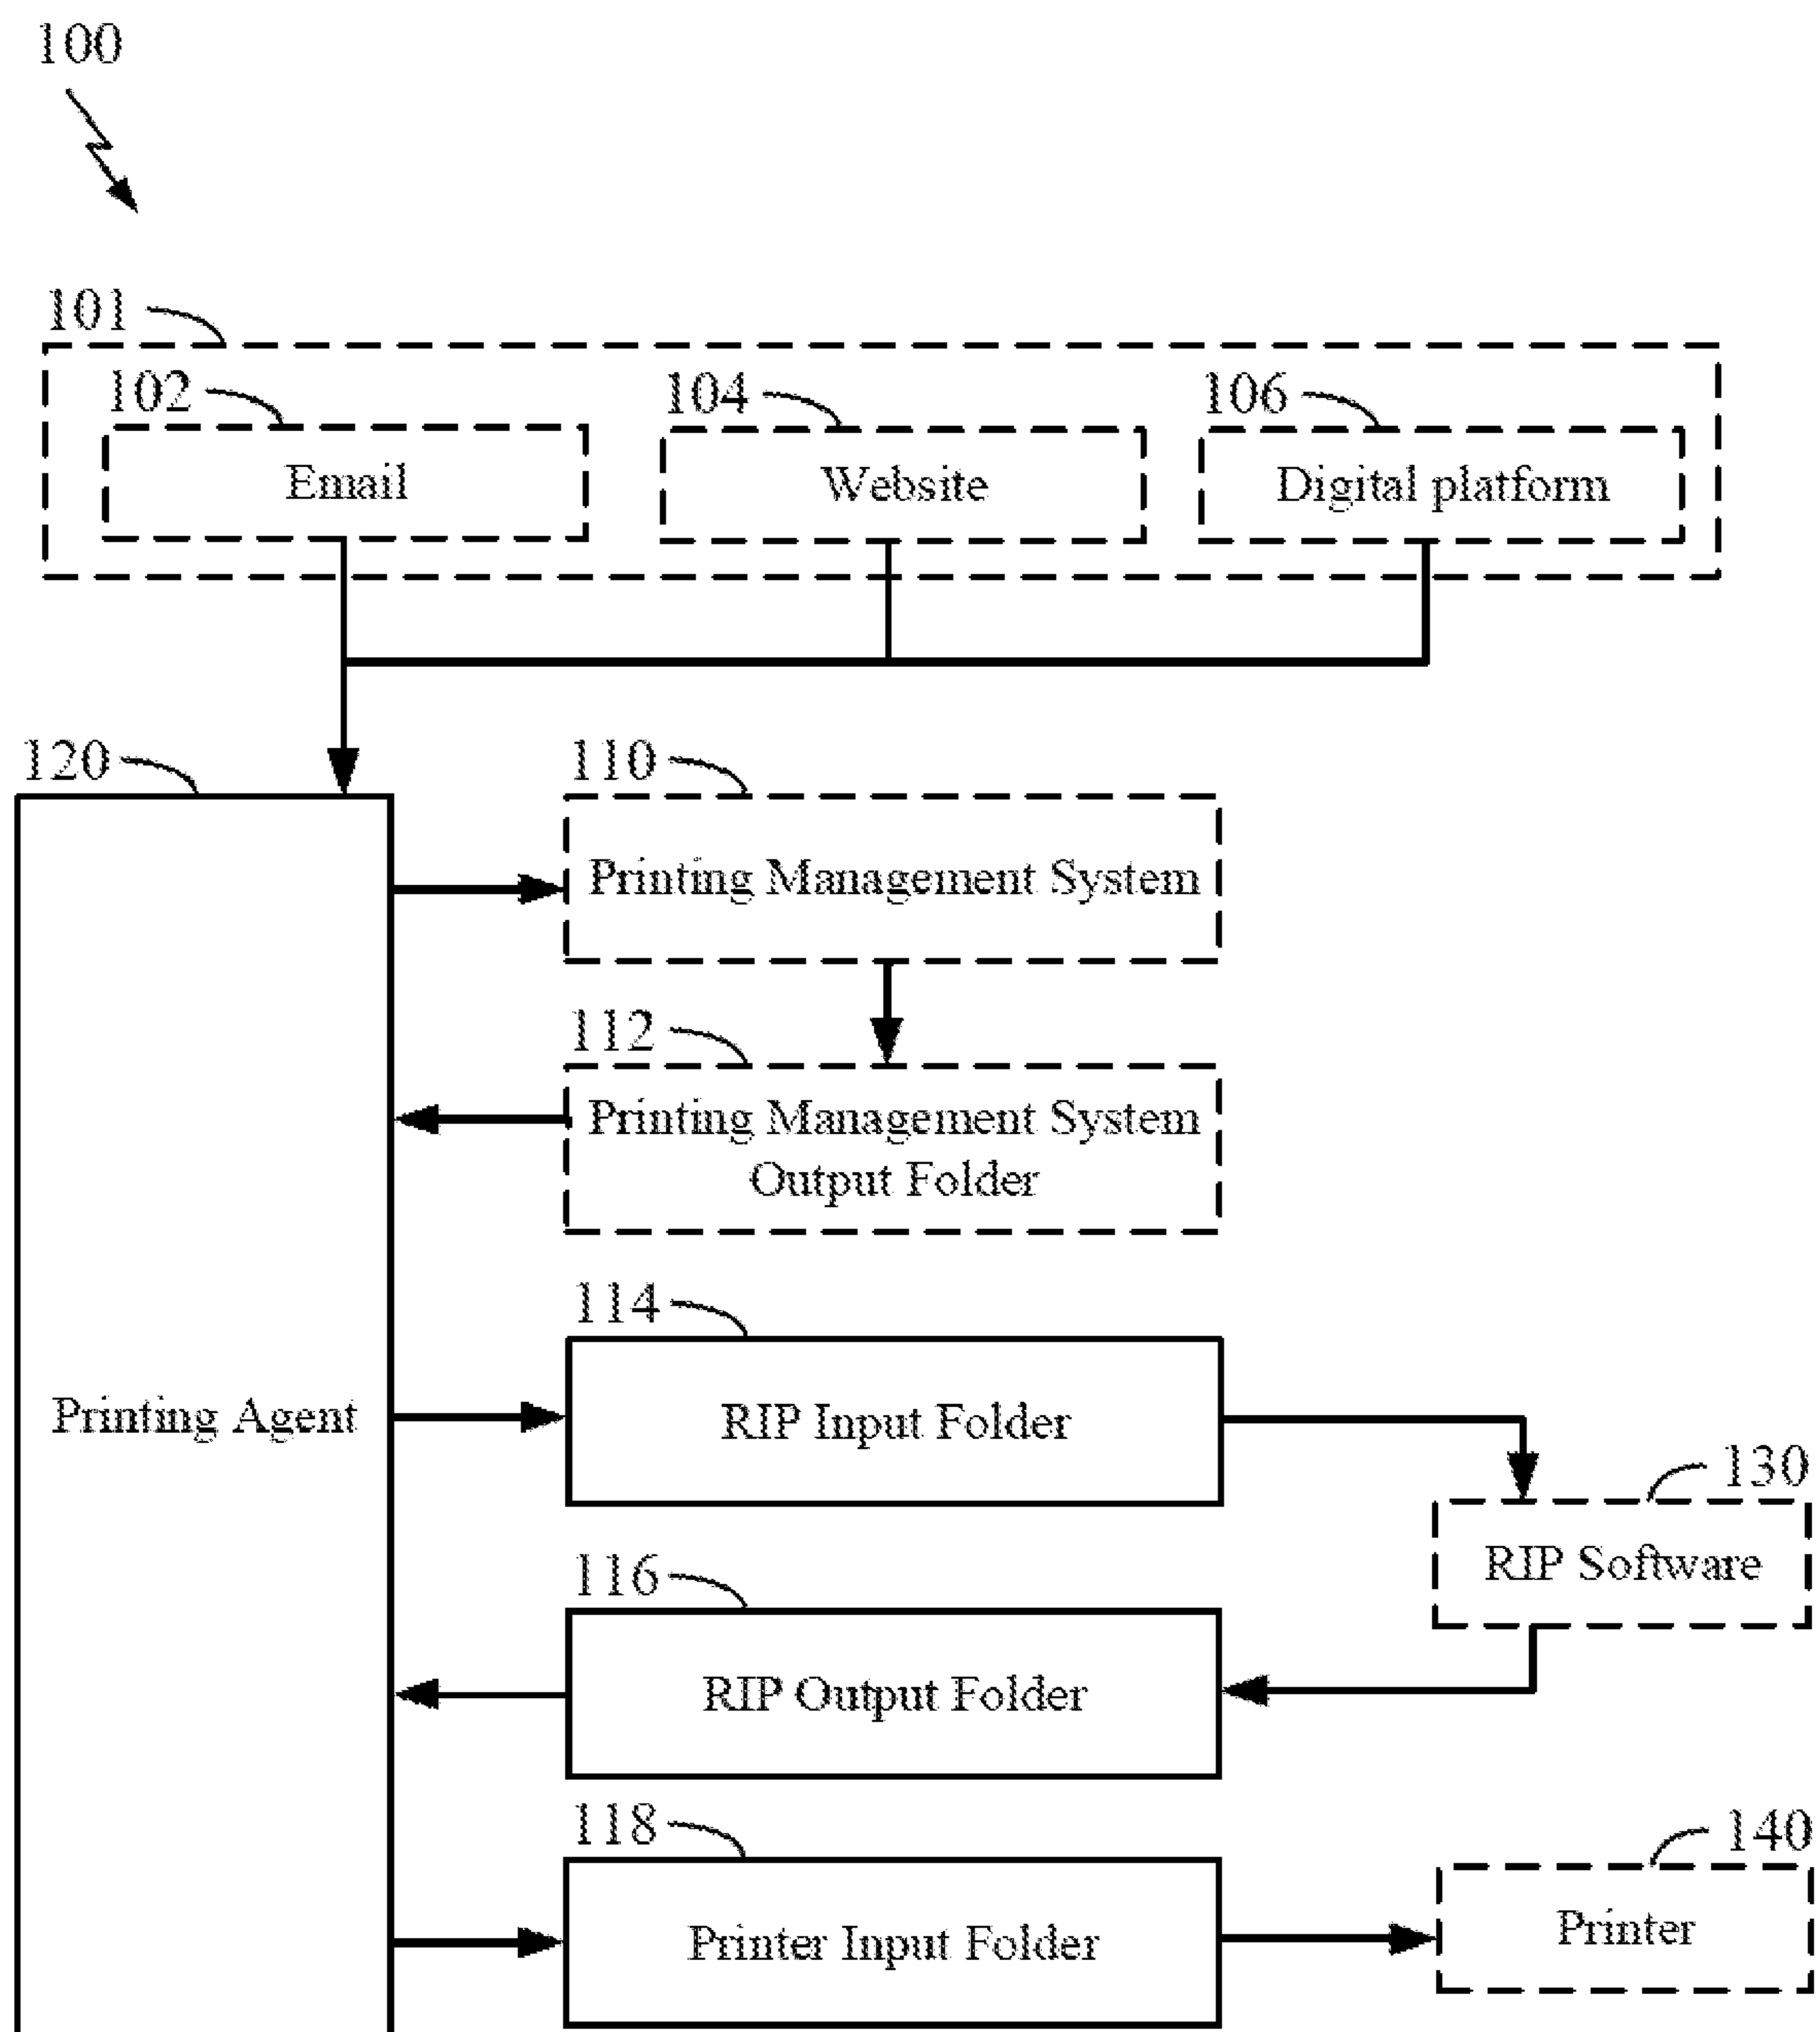 100
101
102
104
106
Email
Website
Digital platform
120
110
Printing Management System
112
Printing Management System
Output Folder
114
Printing Agent
RIP Input Folder
130
RIP Software
116
RIP Output Folder
118
140
Printer Input Folder
Printer